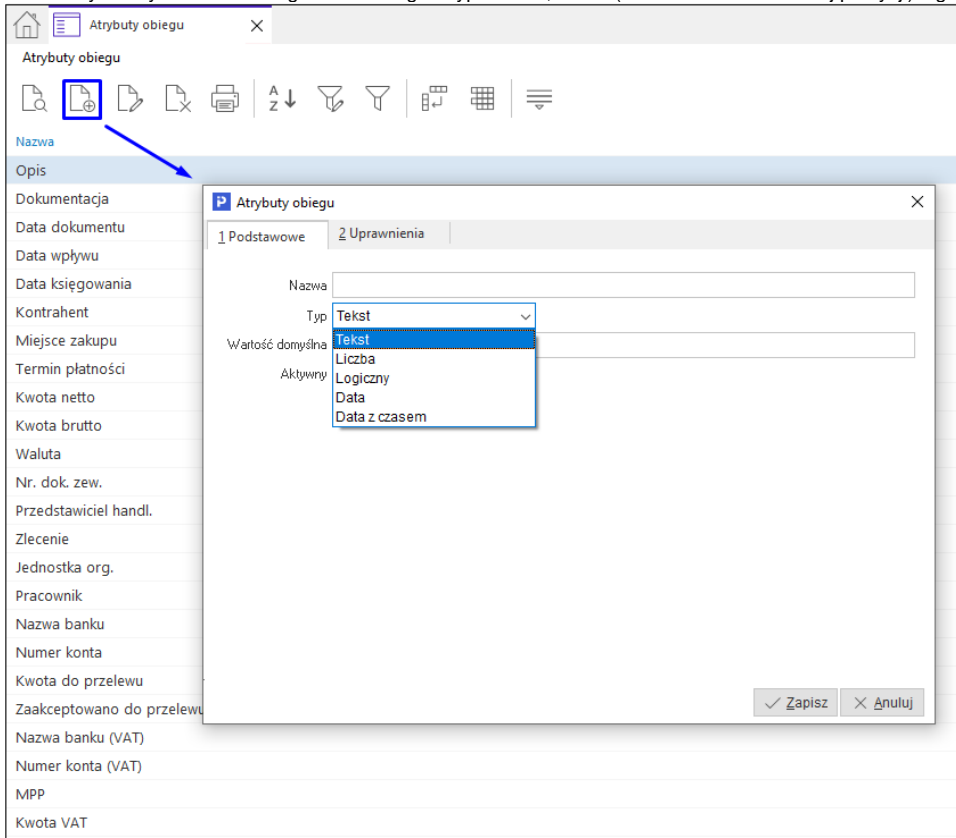 Atrybuty obiegu
Atrybuty obiegu
A
Z
Nazwa
Opis
Dokumentacja
Data dokumentu
Data wpływu
Data księgowania
Kontrahent
Miejsce zakupu
Termin płatności
Kwota netto
Kwota brutto
Waluta
Nr. dok. zew.
Przedstawiciel handl.
Zlecenie
Jednostka org.
Pracownik
Nazwa banku
Numer konta
Kwota do przelewu
Zaakceptowano do przelewu
Nazwa banku (VAT)
Numer konta (VAT)
MPP
Kwota VAT
Atrybuty obiegu
1 Podstawowe 2 Uprawnienia
Nazwa
Typ Tekst
Wartość domyślna
Aktywny
Tekst
Liczba
Logiczny
Data
Data z czasem
Zapisz Anuluj